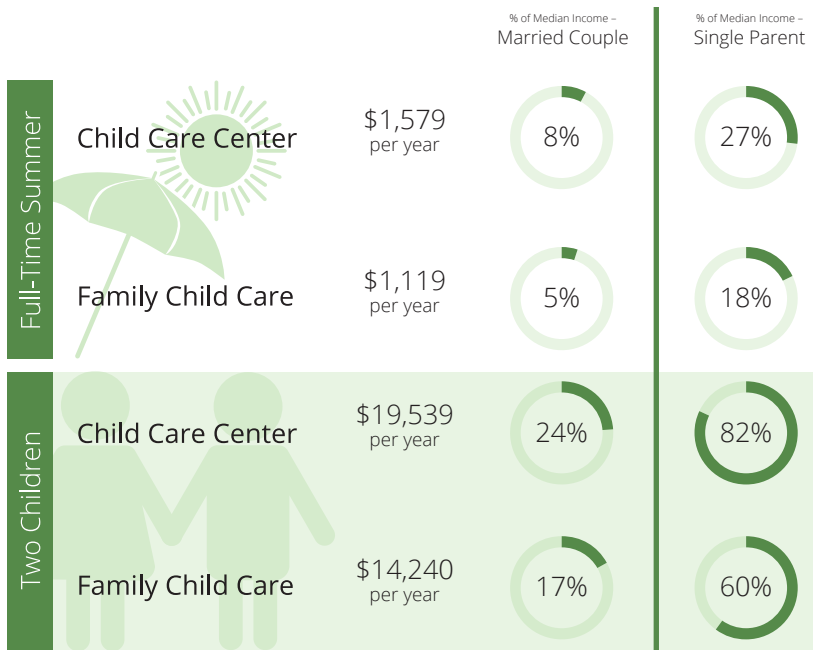 % of Median Income –
Married Couple
% of Median Income –
Single Parent
Full-Time Summer
Child Care Center
$1,579
per year
8%
27%
Family Child Care
$1,119
per year
5%
18%
Two Children
Child Care Center
$19,539
per year
24%
82%
Family Child Care
$14,240
per year
17%
60%